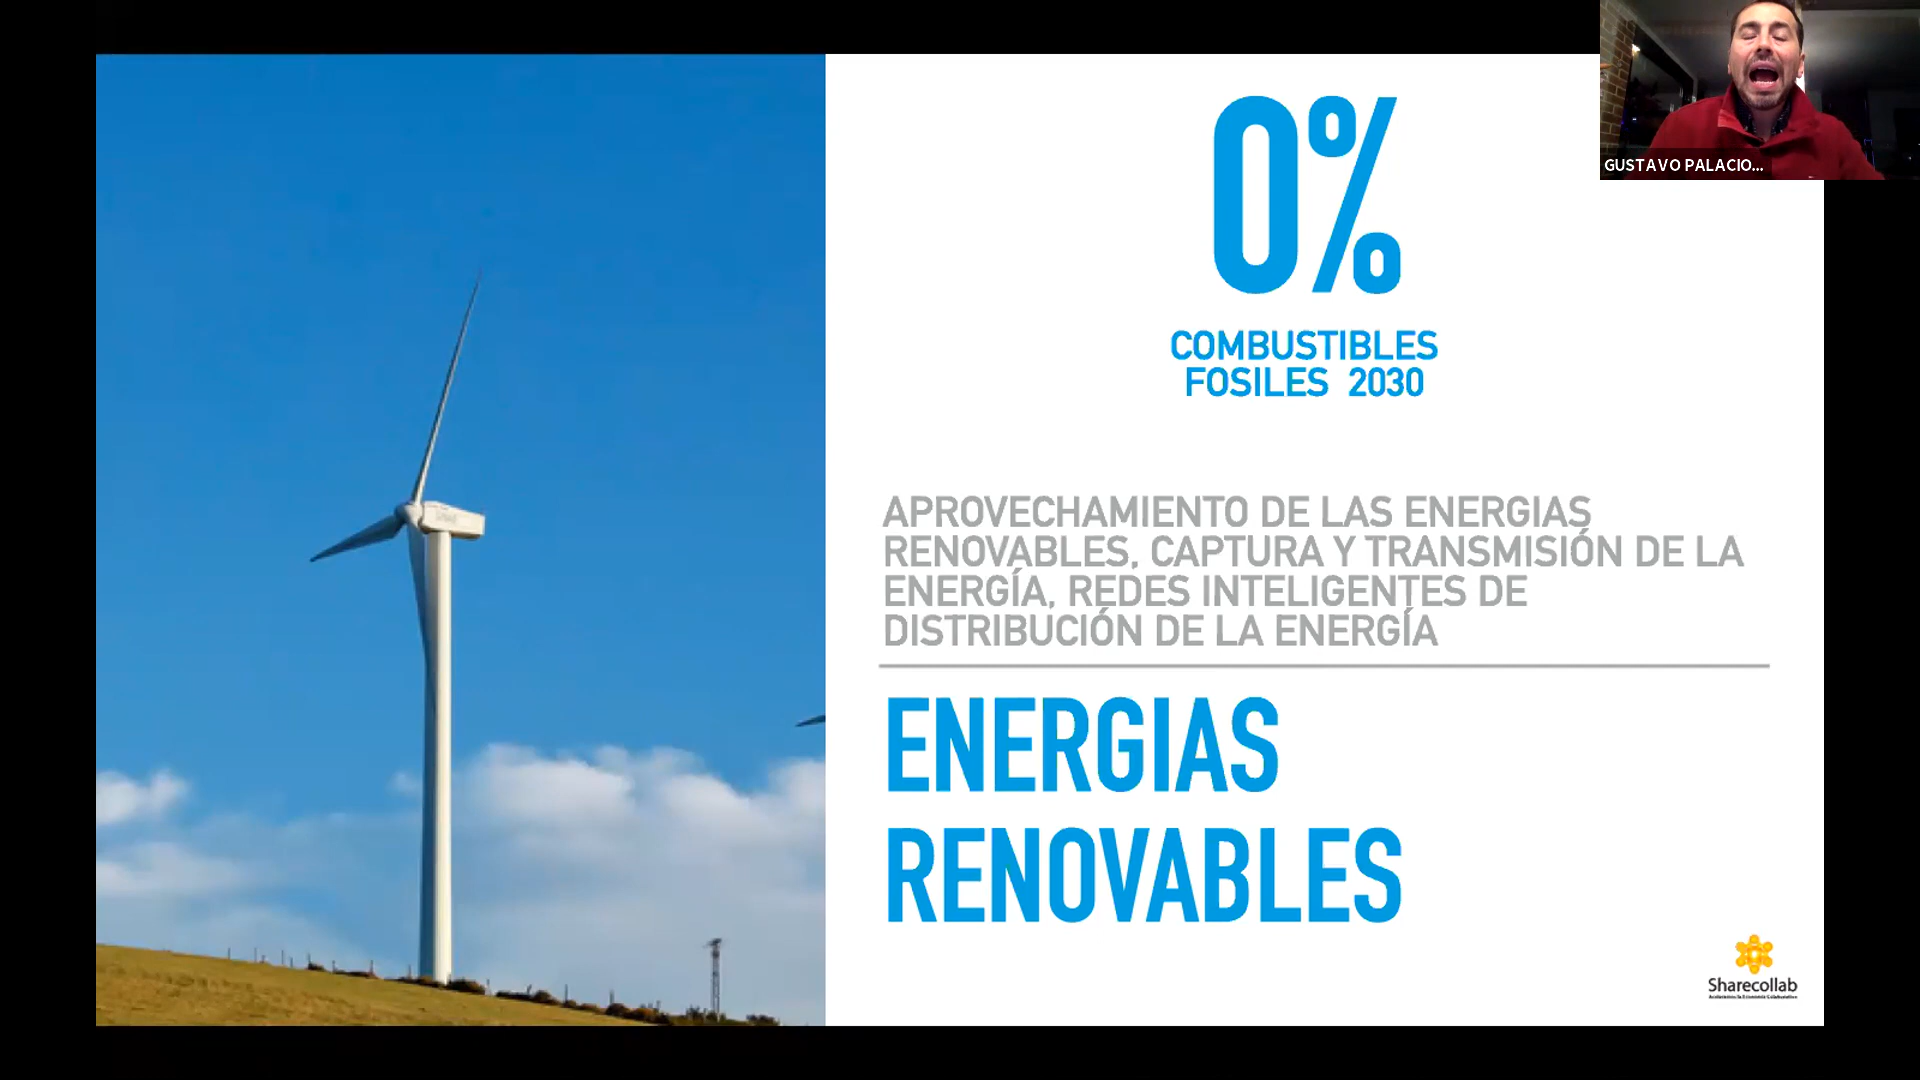 GUSTAVO PALACIO...
0%
COMBUSTIBLES
FOSILES 2030
APROVECHAMIENTO DE LAS ENERGIAS
RENOVABLES, CAPTURA Y TRANSMISIÓN DE LA
ENERGÍA, REDES INTELIGENTES DE
DISTRIBUCIÓN DE LA ENERGÍA
ENERGIAS
RENOVABLES
Sharecollab